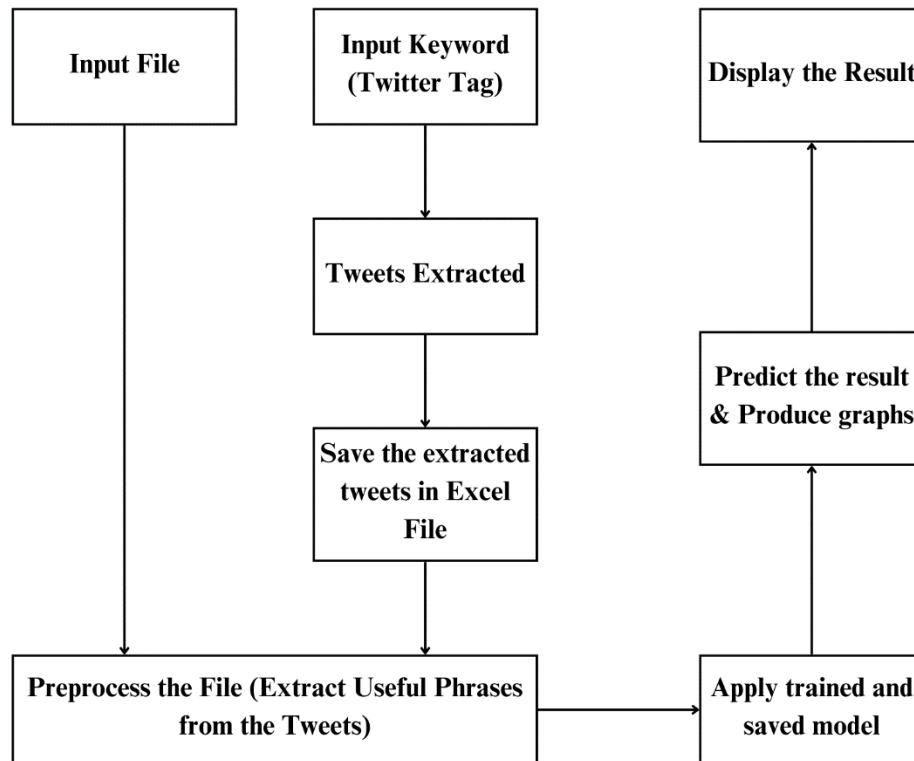 Input File
Input Keyword
(Twitter Tag)
Tweets Extracted
Save the extracted
tweets in Excel
File
Preprocess the File (Extract Useful Phrases
from the Tweets)
Apply trained and
saved model
Predict the result
& Produce graphs
Display the Result